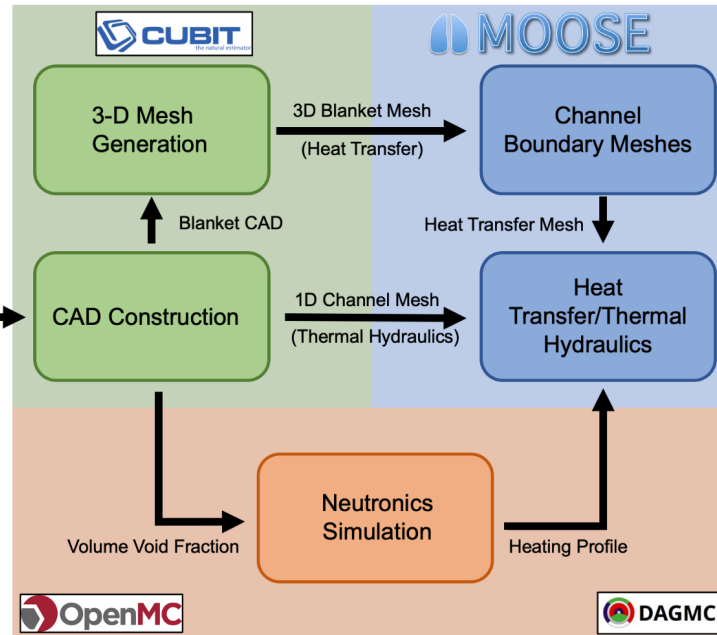 CUBIT
the natural estimator
MOOSE
3-D Mesh
Generation
3D Blanket Mesh
(Heat Transfer)
Channel
Boundary Meshes
Blanket CAD
Heat Transfer Mesh
CAD Construction
1D Channel Mesh
(Thermal Hydraulics)
Heat
Transfer/Thermal
Hydraulics
Neutronics
Simulation
Volume Void Fraction
Heating Profile
OpenMC
DAGMC